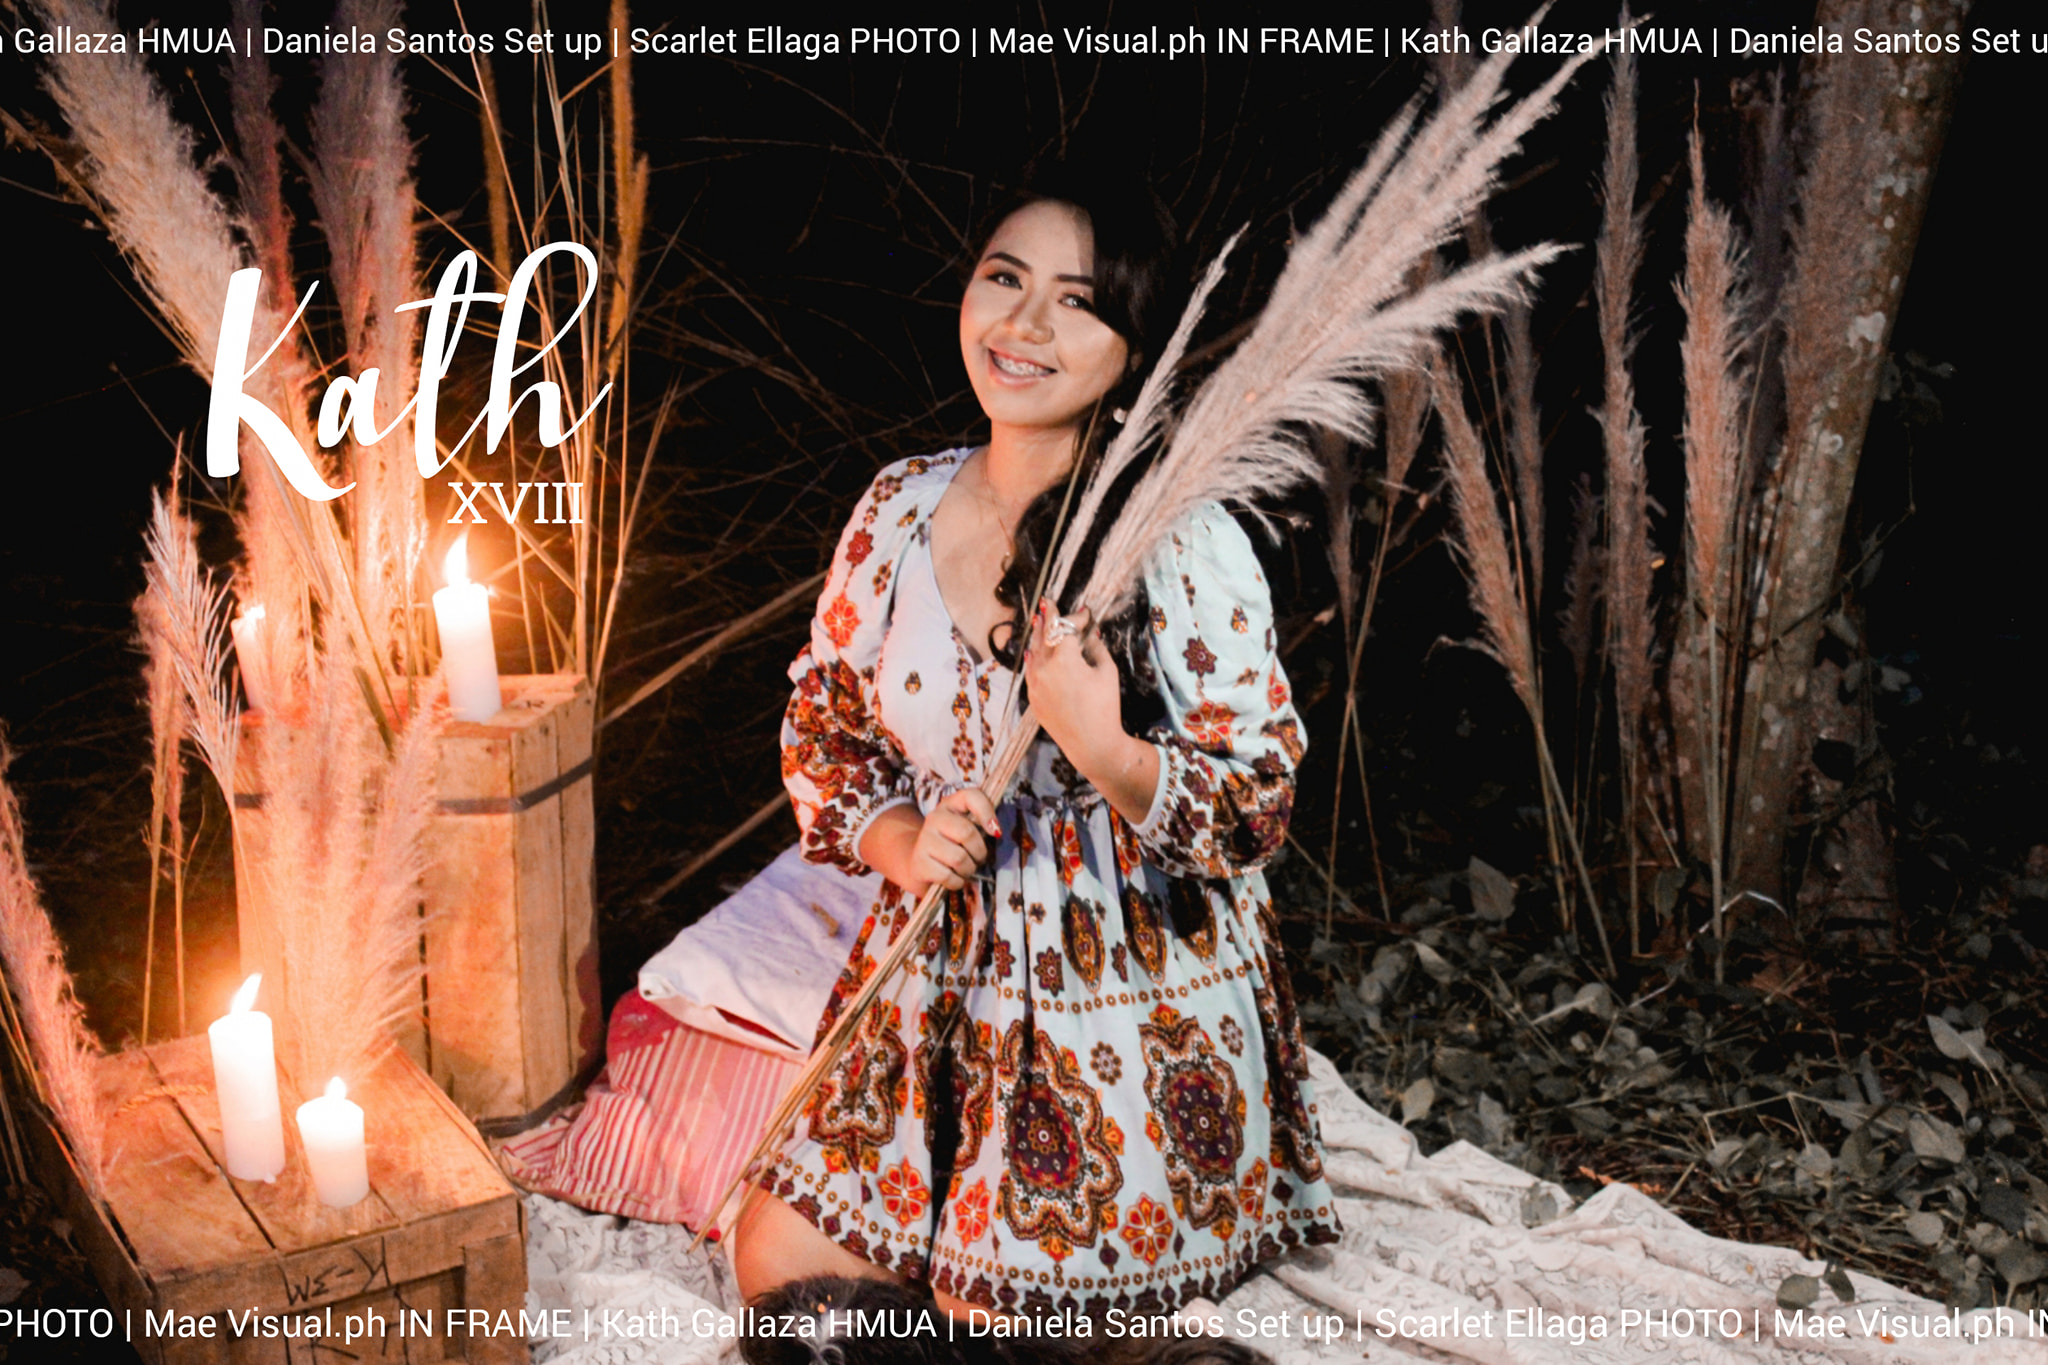 Gallaza HMUA | Daniela Santos Set up | Scarlet Ellaga PHOTO | Mae Visual.ph IN FRAME | Kath Gallaza HMUA | Daniela Santos Set u
Kath
XVIII
PHOTO | Mae Visual.ph IN FRAME | Kath Gallaza HMUA | Daniela Santos Set up | Scarlet Ellaga PHOTO | Mae Visual.ph IN